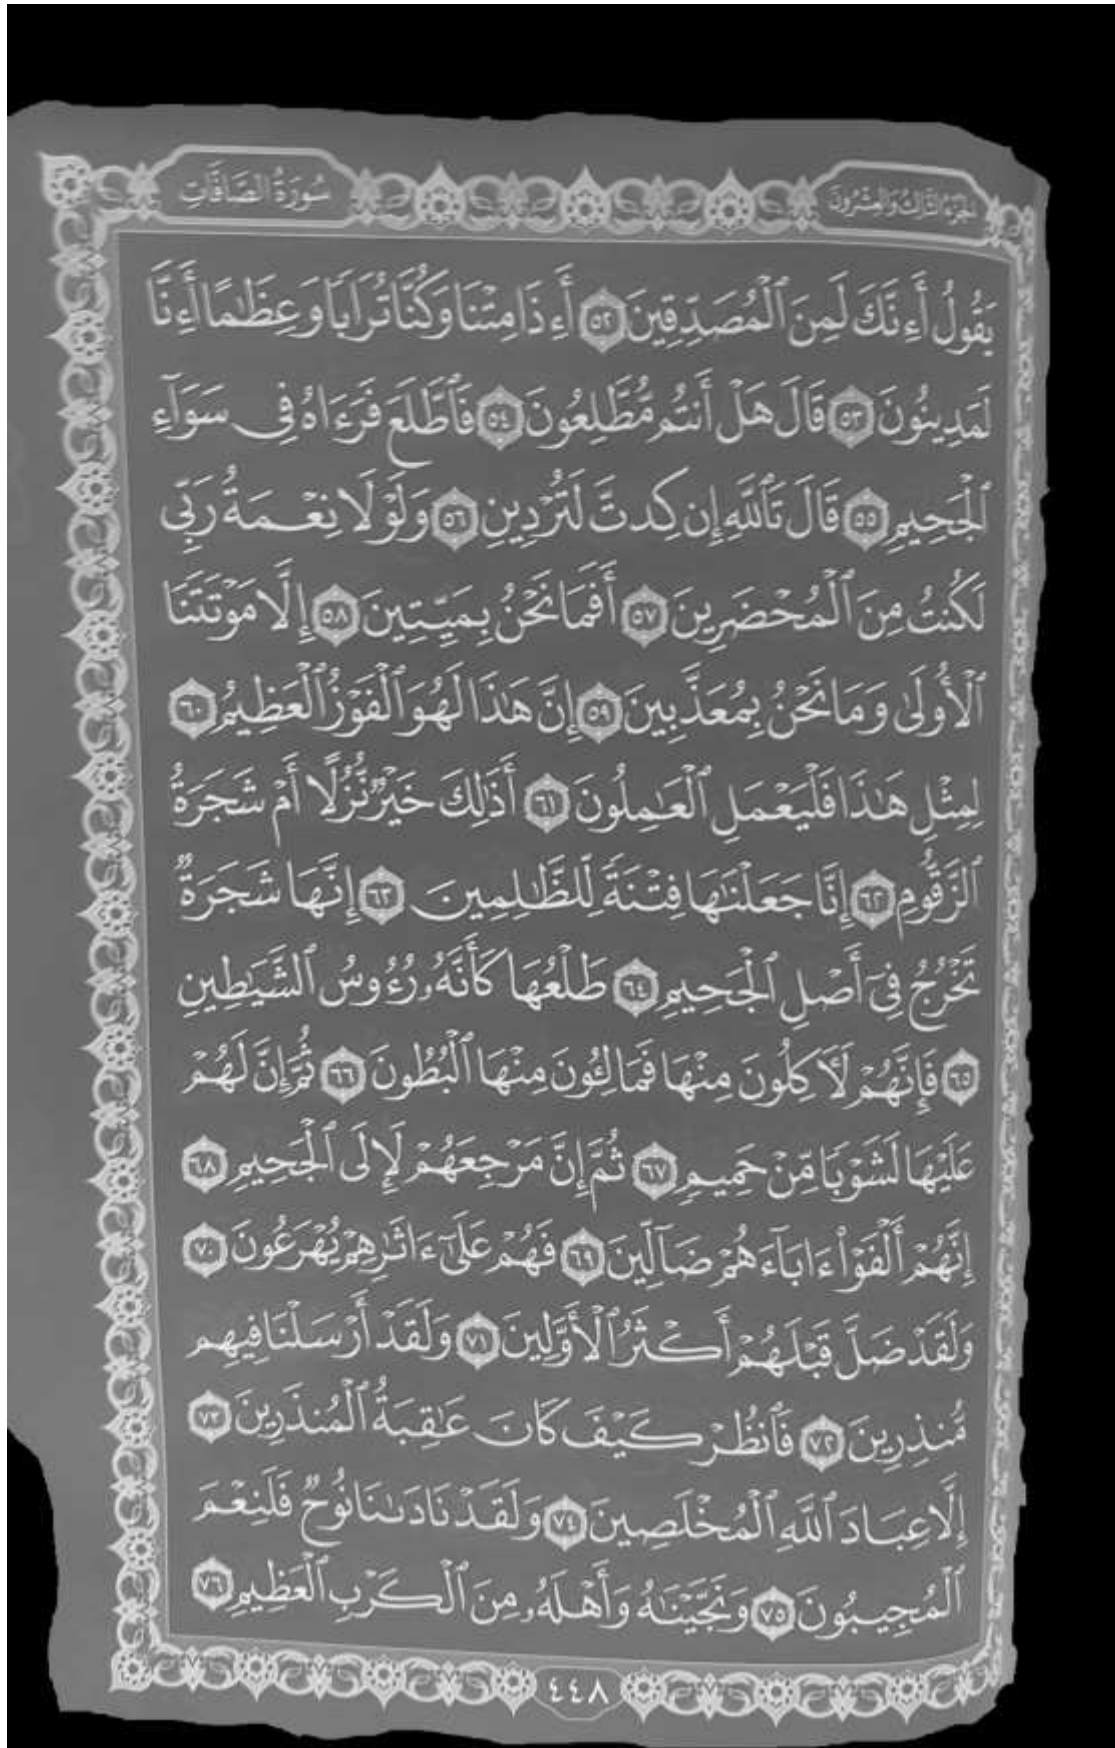 الجزء الثالث والعشرون
سُورَةُ الصَّافَّاتِ
يَقُولُ أَءِنَّكَ لَمِنَ ٱلْمُصَدِّقِينَ ٥٢ أَءِذَا مِتْنَا وَكُنَّا تُرَابًا وَعِظَٰمًا أَءِنَّا
لَمَدِينُونَ ٥٣ قَالَ هَلْ أَنتُم مُّطَّلِعُونَ ٥٤ فَٱطَّلَعَ فَرَءَاهُ فِى سَوَآءِ
ٱلْجَحِيمِ ٥٥ قَالَ تَٱللَّهِ إِن كِدتَّ لَتُرْدِينِ ٥٦ وَلَوْلَا نِعْمَةُ رَبِّى
لَكُنتُ مِنَ ٱلْمُحْضَرِينَ ٥٧ أَفَمَا نَحْنُ بِمَيِّتِينَ ٥٨ إِلَّا مَوْتَتَنَا
ٱلْأُولَىٰ وَمَا نَحْنُ بِمُعَذَّبِينَ ٥٩ إِنَّ هَٰذَا لَهُوَ ٱلْفَوْزُ ٱلْعَظِيمُ ٦٠
لِمِثْلِ هَٰذَا فَلْيَعْمَلِ ٱلْعَٰمِلُونَ ٦١ أَذَٰلِكَ خَيْرٌ نُّزُلًا أَمْ شَجَرَةُ
ٱلزَّقُّومِ ٦٢ إِنَّا جَعَلْنَٰهَا فِتْنَةً لِّلظَّٰلِمِينَ ٦٣ إِنَّهَا شَجَرَةٌ
تَخْرُجُ فِىٓ أَصْلِ ٱلْجَحِيمِ ٦٤ طَلْعُهَا كَأَنَّهُۥ رُءُوسُ ٱلشَّيَٰطِينِ
٦٥ فَإِنَّهُمْ لَءَاكِلُونَ مِنْهَا فَمَالِـُٔونَ مِنْهَا ٱلْبُطُونَ ٦٦ ثُمَّ إِنَّ لَهُمْ
عَلَيْهَا لَشَوْبًا مِّنْ حَمِيمٍ ٦٧ ثُمَّ إِنَّ مَرْجِعَهُمْ لَإِلَى ٱلْجَحِيمِ ٦٨
إِنَّهُمْ أَلْفَوْا۟ ءَابَآءَهُمْ ضَآلِّينَ ٦٩ فَهُمْ عَلَىٰٓ ءَاثَٰرِهِمْ يُهْرَعُونَ ٧٠
وَلَقَدْ ضَلَّ قَبْلَهُمْ أَكْثَرُ ٱلْأَوَّلِينَ ٧١ وَلَقَدْ أَرْسَلْنَا فِيهِم
مُّنذِرِينَ ٧٢ فَٱنظُرْ كَيْفَ كَانَ عَٰقِبَةُ ٱلْمُنذَرِينَ ٧٣
إِلَّا عِبَادَ ٱللَّهِ ٱلْمُخْلَصِينَ ٧٤ وَلَقَدْ نَادَىٰنَا نُوحٌ فَلَنِعْمَ
ٱلْمُجِيبُونَ ٧٥ وَنَجَّيْنَٰهُ وَأَهْلَهُۥ مِنَ ٱلْكَرْبِ ٱلْعَظِيمِ ٧٦
٤٤٨